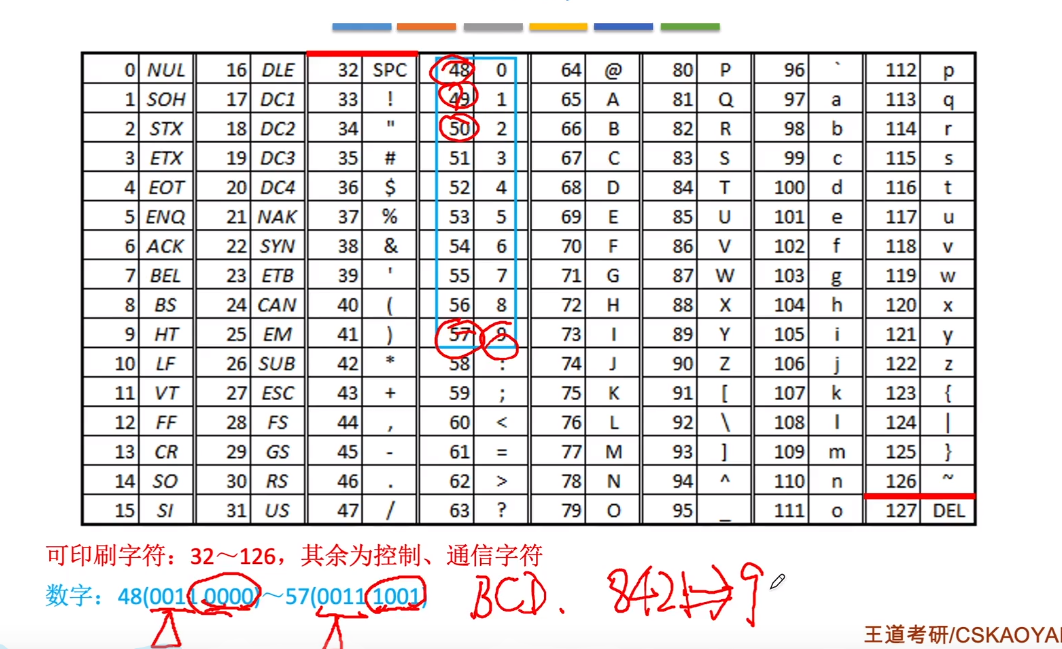 0 NUL 16 DLE 32 SPC 48 0 64 @ 80 P 96 ` 112 p
1 SOH 17 DC1 33 ! 49 1 65 A 81 Q 97 a 113 q
2 STX 18 DC2 34 " 50 2 66 B 82 R 98 b 114 r
3 ETX 19 DC3 35 # 51 3 67 C 83 S 99 c 115 s
4 EOT 20 DC4 36 $ 52 4 68 D 84 T 100 d 116 t
5 ENQ 21 NAK 37 % 53 5 69 E 85 U 101 e 117 u
6 ACK 22 SYN 38 & 54 6 70 F 86 V 102 f 118 v
7 BEL 23 ETB 39 ' 55 7 71 G 87 W 103 g 119 w
8 BS 24 CAN 40 ( 56 8 72 H 88 X 104 h 120 x
9 HT 25 EM 41 ) 57 9 73 I 89 Y 105 i 121 y
10 LF 26 SUB 42 * 58 : 74 J 90 Z 106 j 122 z
11 VT 27 ESC 43 + 59 ; 75 K 91 [ 107 k 123 {
12 FF 28 FS 44 , 60 < 76 L 92 \ 108 l 124 |
13 CR 29 GS 45 - 61 = 77 M 93 ] 109 m 125 }
14 SO 30 RS 46 . 62 > 78 N 94 ^ 110 n 126 ~
15 SI 31 US 47 / 63 ? 79 O 95 _ 111 o 127 DEL
可印刷字符：32～126，其余为控制、通信字符
数字：48(0011 0000)～57(0011 1001) BCD. 8421 → 9
王道考研/CSKAOYA